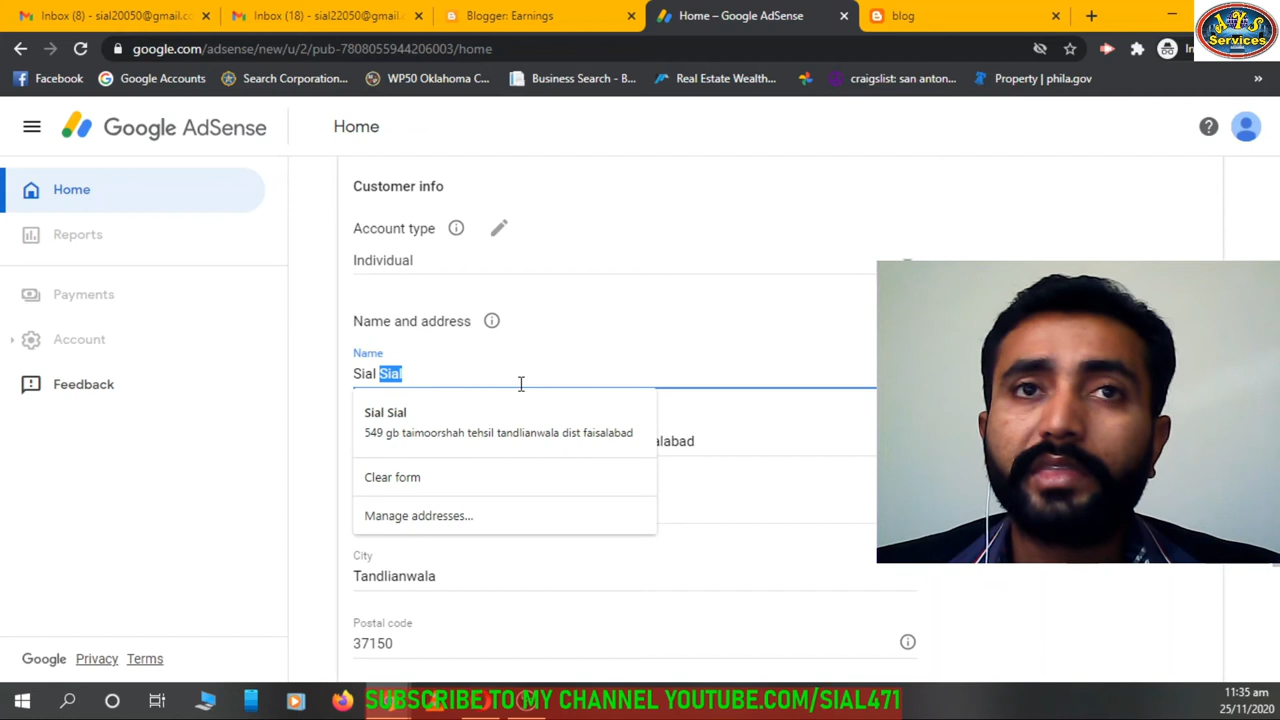 Inbox (8) - sial20050@gmail.cc
Inbox (18) - sial22050@gmail.
Blogger: Earnings
Home – Google AdSense
blog
AYS
Services
google.com/adsense/new/u/2/pub-7808055944206003/home
Facebook
Google Accounts
Search Corporation...
WP50 Oklahoma C...
Business Search - B...
Real Estate Wealth...
craigslist: san anton...
Property | phila.gov
Google AdSense
Home
Home
Reports
Payments
Account
Feedback
Google Privacy Terms
Customer info
Account type
Individual
Name and address
Name
Sial Sial
Sial Sial
549 gb taimoorshah tehsil tandlianwala dist faisalabad
alabad
Clear form
Manage addresses...
City
Tandlianwala
Postal code
37150
SUBSCRIBE TO MY CHANNEL YOUTUBE.COM/SIAL471
11:35 am
25/11/2020